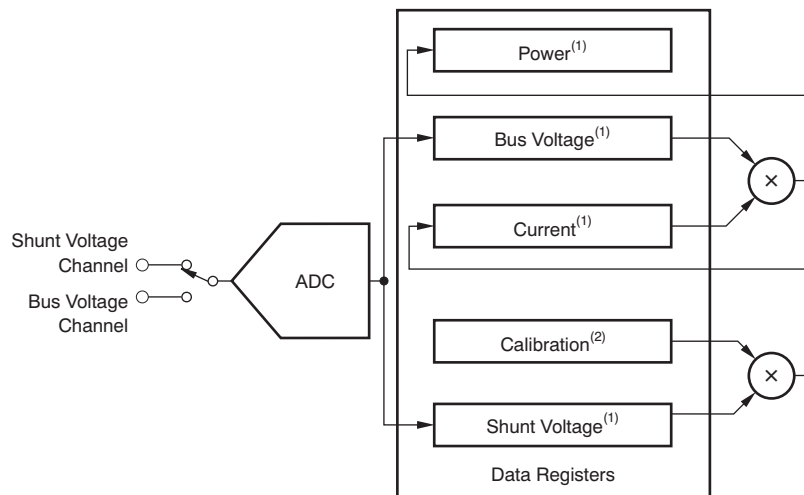 Power(1)
Bus Voltage(1)
×
Current(1)
Shunt Voltage
Channel
ADC
Bus Voltage
Channel
Calibration(2)
×
Shunt Voltage(1)
Data Registers